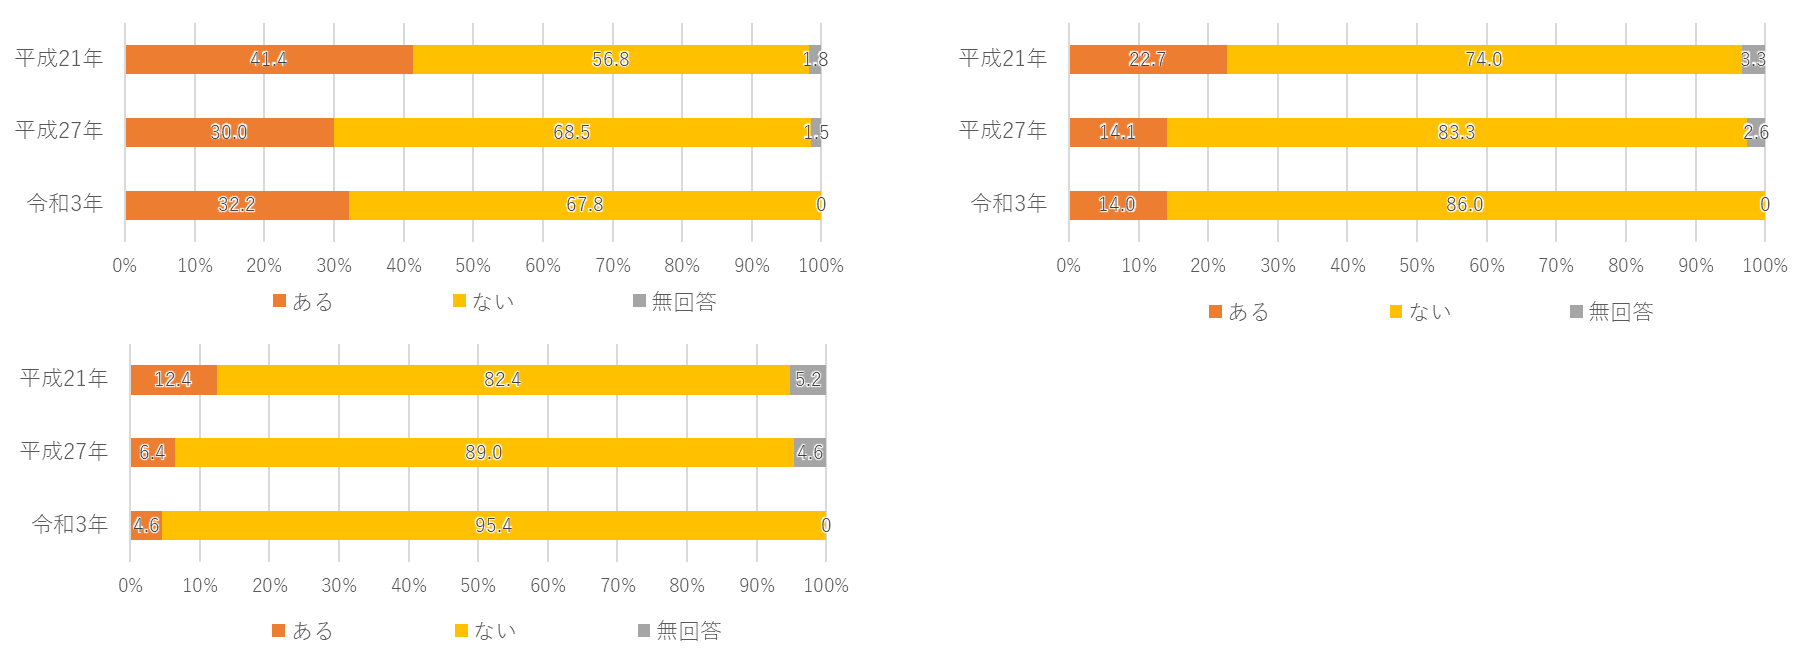 平成21年 41.4 56.8 1.8
平成27年 30.0 68.5 1.5
令和3年 32.2 67.8 0
0% 10% 20% 30% 40% 50% 60% 70% 80% 90% 100%
ある ない 無回答
平成21年 22.7 74.0 3.3
平成27年 14.1 83.3 2.6
令和3年 14.0 86.0 0
0% 10% 20% 30% 40% 50% 60% 70% 80% 90% 100%
ある ない 無回答
平成21年 12.4 82.4 5.2
平成27年 6.4 89.0 4.6
令和3年 4.6 95.4 0
0% 10% 20% 30% 40% 50% 60% 70% 80% 90% 100%
ある ない 無回答